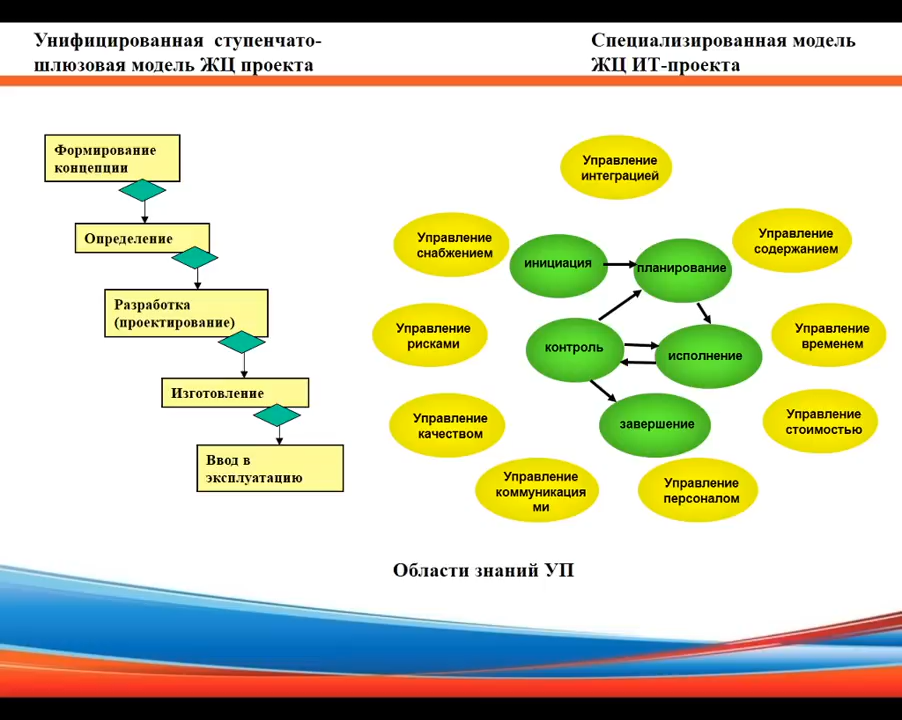 Унифицированная ступенчато-
шлюзовая модель ЖЦ проекта
Специализированная модель
ЖЦ ИТ-проекта
Формирование
концепции
Определение
Разработка
(проектирование)
Изготовление
Ввод в
эксплуатацию
Управление
интеграцией
Управление
снабжением
Управление
содержанием
инициация
планирование
Управление
рисками
Управление
временем
контроль
исполнение
Управление
качеством
завершение
Управление
стоимостью
Управление
коммуникация
ми
Управление
персоналом
Области знаний УП